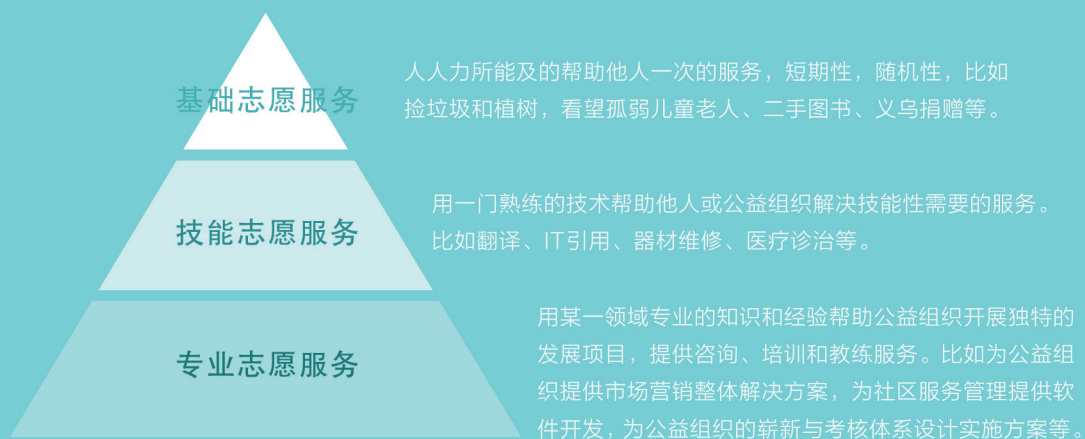 基础志愿服务
人人力所能及的帮助他人一次的服务，短期性，随机性，比如
捡垃圾和植树，看望孤弱儿童老人、二手图书、义乌捐赠等。
技能志愿服务
用一门熟练的技术帮助他人或公益组织解决技能性需要的服务。
比如翻译、IT引用、器材维修、医疗诊治等。
专业志愿服务
用某一领域专业的知识和经验帮助公益组织开展独特的
发展项目，提供咨询、培训和教练服务。比如为公益组
织提供市场营销整体解决方案，为社区服务管理提供软
件开发，为公益组织的崭新与考核体系设计实施方案等。